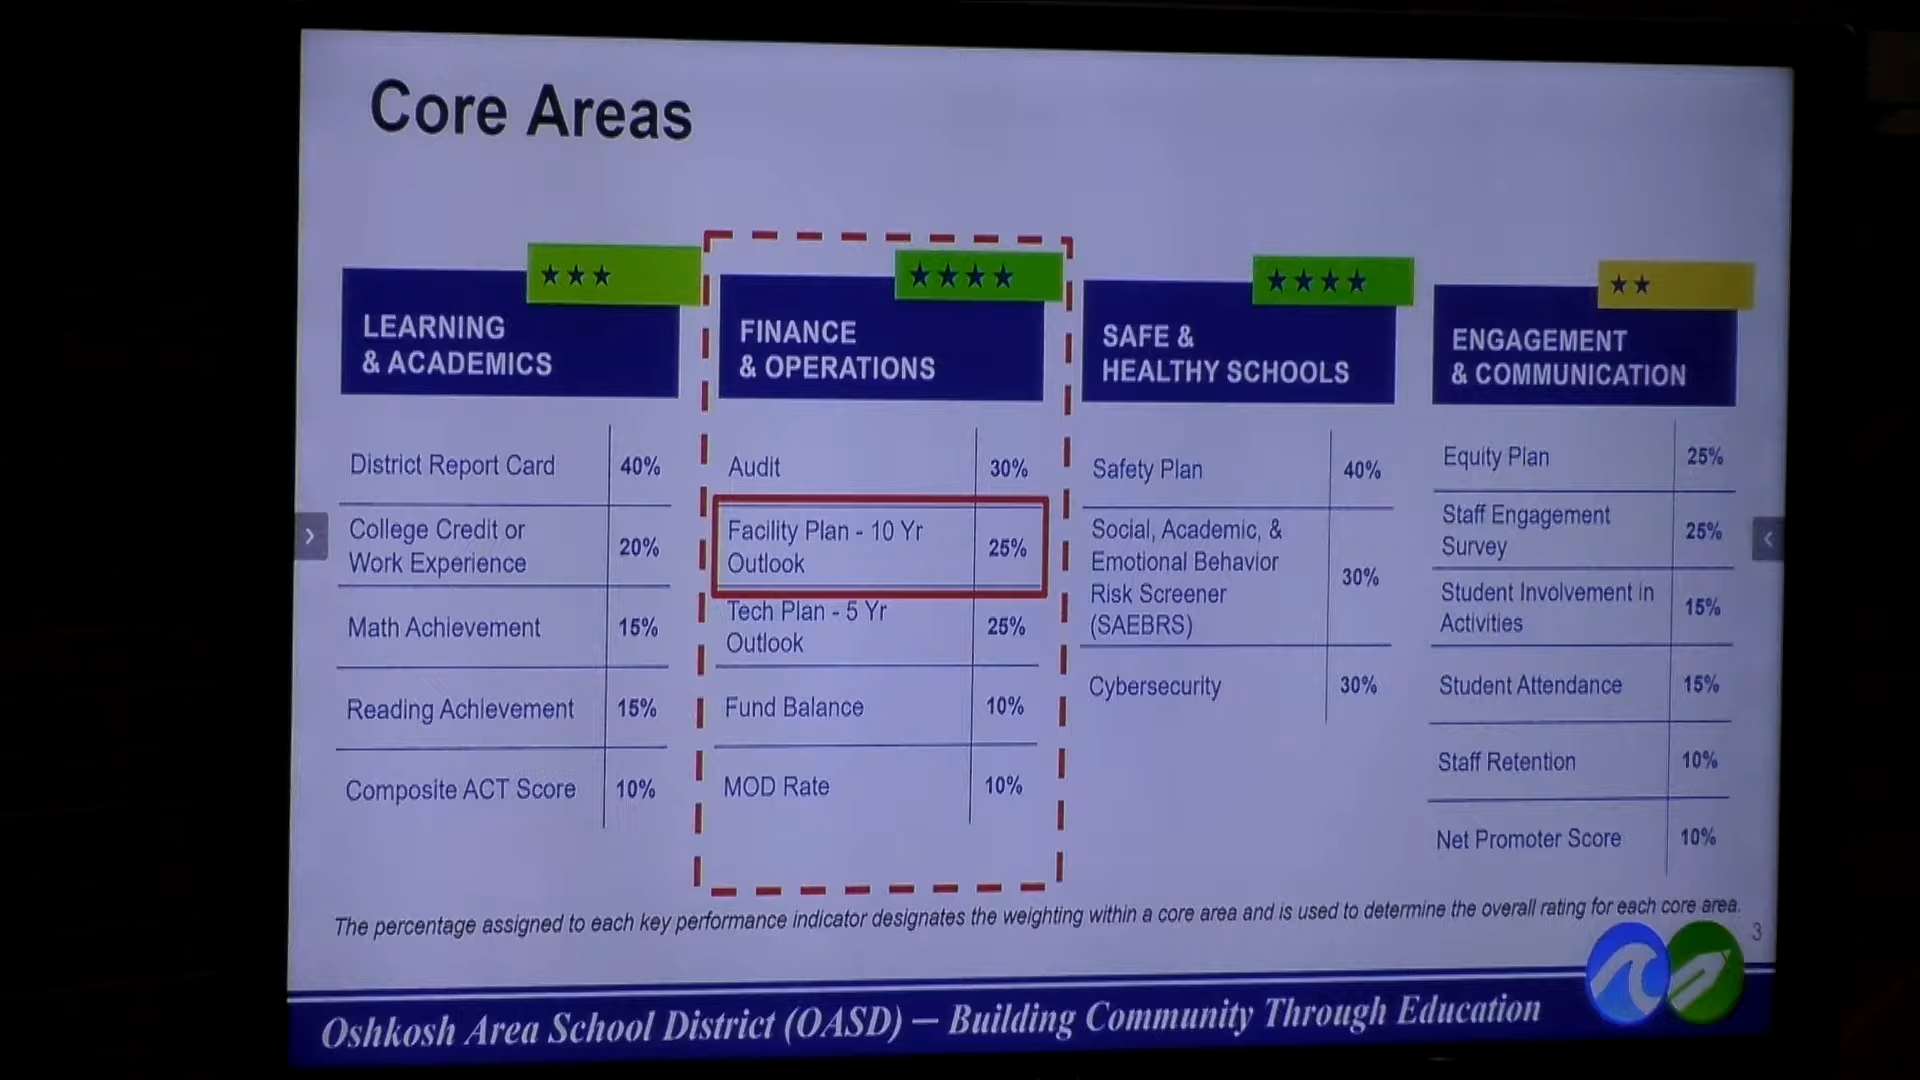 Core Areas
★★★
LEARNING
& ACADEMICS
District Report Card 40%
College Credit or
Work Experience 20%
Math Achievement 15%
Reading Achievement 15%
Composite ACT Score 10%
★★★★
FINANCE
& OPERATIONS
Audit 30%
Facility Plan - 10 Yr
Outlook 25%
Tech Plan - 5 Yr
Outlook 25%
Fund Balance 10%
MOD Rate 10%
★★★★
SAFE &
HEALTHY SCHOOLS
Safety Plan 40%
Social, Academic, &
Emotional Behavior
Risk Screener 30%
(SAEBRS)
Cybersecurity 30%
★★
ENGAGEMENT
& COMMUNICATION
Equity Plan 25%
Staff Engagement
Survey 25%
Student Involvement in
Activities 15%
Student Attendance 15%
Staff Retention 10%
Net Promoter Score 10%
The percentage assigned to each key performance indicator designates the weighting within a core area and is used to determine the overall rating for each core area.
3
Oshkosh Area School District (OASD) — Building Community Through Education